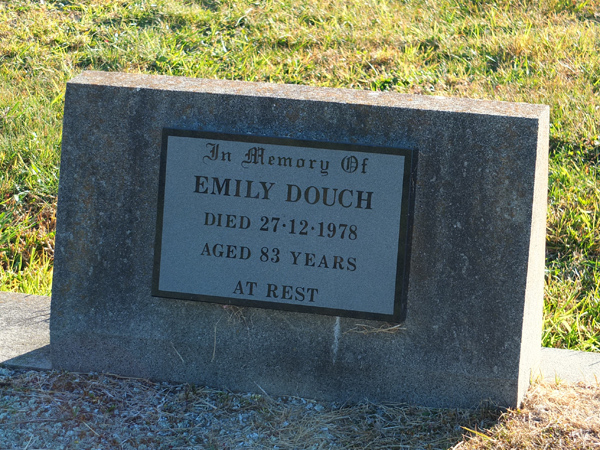 In Memory Of
EMILY DOUCH
DIED 27·12·1978
AGED 83 YEARS
AT REST